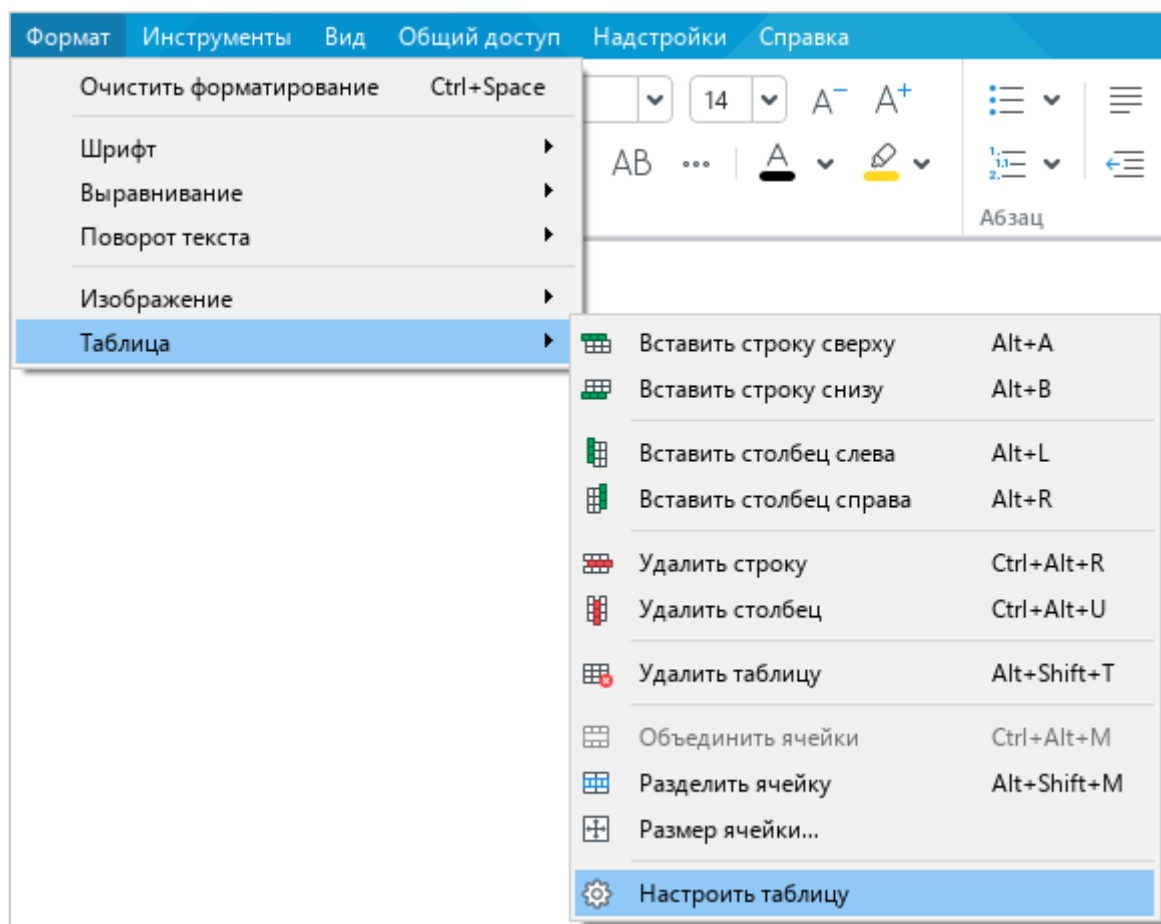 Формат Инструменты Вид Общий доступ Надстройки Справка
Очистить форматирование Ctrl+Space
14 A− A+
Шрифт
AB ... A
Выравнивание
Поворот текста
Абзац
Изображение
Таблица
Вставить строку сверху Alt+A
Вставить строку снизу Alt+B
Вставить столбец слева Alt+L
Вставить столбец справа Alt+R
Удалить строку Ctrl+Alt+R
Удалить столбец Ctrl+Alt+U
Удалить таблицу Alt+Shift+T
Объединить ячейки Ctrl+Alt+M
Разделить ячейку Alt+Shift+M
Размер ячейки...
Настроить таблицу